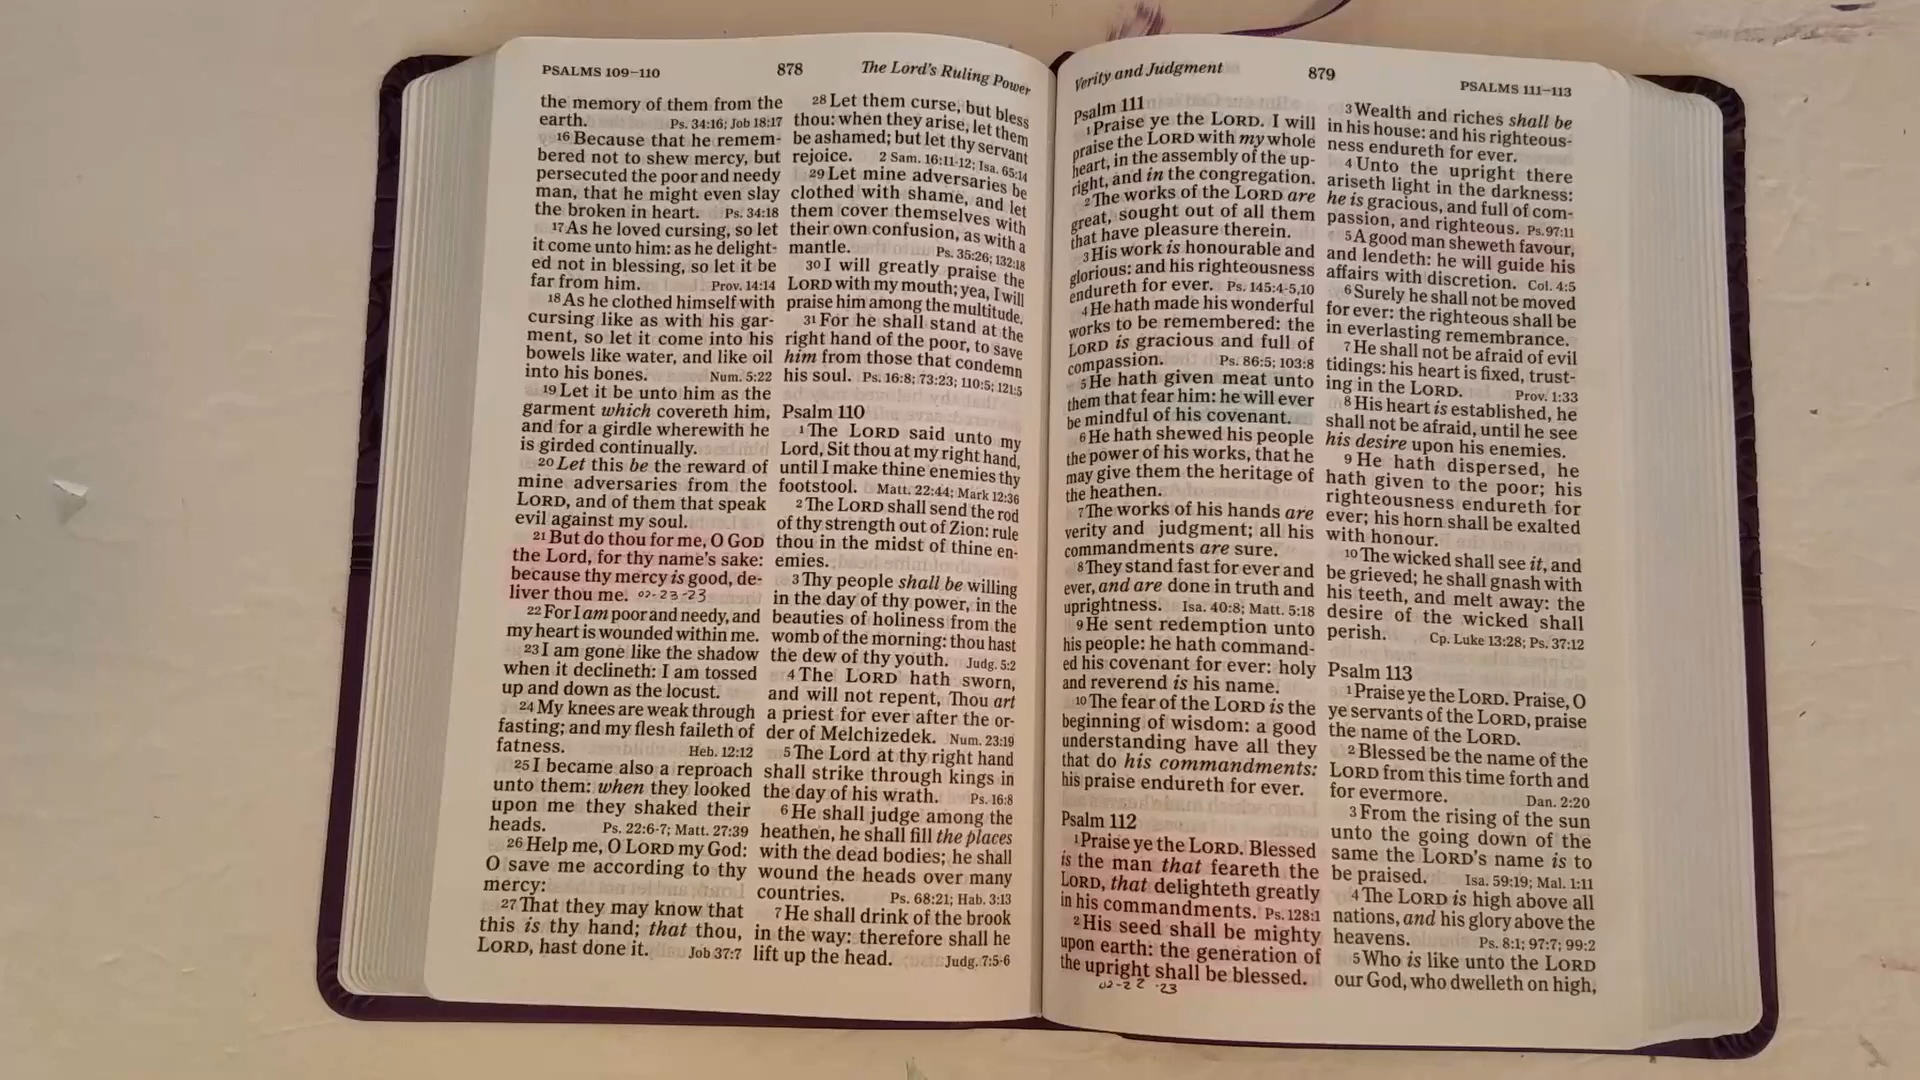 PSALMS 109–110 878 The Lord's Ruling Power
the memory of them from the
earth. Ps. 34:16; Job 18:17
16 Because that he remem-
bered not to shew mercy, but
persecuted the poor and needy
man, that he might even slay
the broken in heart. Ps. 34:18
17 As he loved cursing, so let
it come unto him: as he delight-
ed not in blessing, so let it be
far from him. Prov. 14:14
18 As he clothed himself with
cursing like as with his gar-
ment, so let it come into his
bowels like water, and like oil
into his bones. Num. 5:22
19 Let it be unto him as the
garment which covereth him,
and for a girdle wherewith he
is girded continually.
20 Let this be the reward of
mine adversaries from the
LORD, and of them that speak
evil against my soul.
21 But do thou for me, O GOD
the Lord, for thy name's sake:
because thy mercy is good, de-
liver thou me. 02-23-23
22 For I am poor and needy, and
my heart is wounded within me.
23 I am gone like the shadow
when it declineth: I am tossed
up and down as the locust.
24 My knees are weak through
fasting; and my flesh faileth of
fatness. Heb. 12:12
25 I became also a reproach
unto them: when they looked
upon me they shaked their
heads. Ps. 22:6-7; Matt. 27:39
26 Help me, O LORD my God:
O save me according to thy
mercy:
27 That they may know that
this is thy hand; that thou,
LORD, hast done it. Job 37:7
28 Let them curse, but bless
thou: when they arise, let them
be ashamed; but let thy servant
rejoice. 2 Sam. 16:11-12; Isa. 65:14
29 Let mine adversaries be
clothed with shame, and let
them cover themselves with
their own confusion, as with a
mantle. Ps. 35:26; 132:18
30 I will greatly praise the
LORD with my mouth; yea, I will
praise him among the multitude.
31 For he shall stand at the
right hand of the poor, to save
him from those that condemn
his soul. Ps. 16:8; 73:23; 110:5; 121:5
Psalm 110
1 The LORD said unto my
Lord, Sit thou at my right hand,
until I make thine enemies thy
footstool. Matt. 22:44; Mark 12:36
2 The LORD shall send the rod
of thy strength out of Zion: rule
thou in the midst of thine en-
emies.
3 Thy people shall be willing
in the day of thy power, in the
beauties of holiness from the
womb of the morning: thou hast
the dew of thy youth. Judg. 5:2
4 The LORD hath sworn,
and will not repent, Thou art
a priest for ever after the or-
der of Melchizedek. Num. 23:19
5 The Lord at thy right hand
shall strike through kings in
the day of his wrath. Ps. 16:8
6 He shall judge among the
heathen, he shall fill the places
with the dead bodies; he shall
wound the heads over many
countries. Ps. 68:21; Hab. 3:13
7 He shall drink of the brook
in the way: therefore shall he
lift up the head. Judg. 7:5-6
Verity and Judgment 879 PSALMS 111–113
Psalm 111
1 Praise ye the LORD. I will
praise the LORD with my whole
heart, in the assembly of the up-
right, and in the congregation.
2 The works of the LORD are
great, sought out of all them
that have pleasure therein.
3 His work is honourable and
glorious: and his righteousness
endureth for ever. Ps. 145:4-5,10
4 He hath made his wonderful
works to be remembered: the
LORD is gracious and full of
compassion. Ps. 86:5; 103:8
5 He hath given meat unto
them that fear him: he will ever
be mindful of his covenant.
6 He hath shewed his people
the power of his works, that he
may give them the heritage of
the heathen.
7 The works of his hands are
verity and judgment; all his
commandments are sure.
8 They stand fast for ever and
ever, and are done in truth and
uprightness. Isa. 40:8; Matt. 5:18
9 He sent redemption unto
his people: he hath command-
ed his covenant for ever: holy
and reverend is his name.
10 The fear of the LORD is the
beginning of wisdom: a good
understanding have all they
that do his commandments:
his praise endureth for ever.
Psalm 112
1 Praise ye the LORD. Blessed
is the man that feareth the
LORD, that delighteth greatly
in his commandments. Ps. 128:1
2 His seed shall be mighty
upon earth: the generation of
the upright shall be blessed.
02-22-23
3 Wealth and riches shall be
in his house: and his righteous-
ness endureth for ever.
4 Unto the upright there
ariseth light in the darkness:
he is gracious, and full of com-
passion, and righteous. Ps. 97:11
5 A good man sheweth favour,
and lendeth: he will guide his
affairs with discretion. Col. 4:5
6 Surely he shall not be moved
for ever: the righteous shall be
in everlasting remembrance.
7 He shall not be afraid of evil
tidings: his heart is fixed, trust-
ing in the LORD. Prov. 1:33
8 His heart is established, he
shall not be afraid, until he see
his desire upon his enemies.
9 He hath dispersed, he
hath given to the poor; his
righteousness endureth for
ever; his horn shall be exalted
with honour.
10 The wicked shall see it, and
be grieved; he shall gnash with
his teeth, and melt away: the
desire of the wicked shall
perish. Cp. Luke 13:28; Ps. 37:12
Psalm 113
1 Praise ye the LORD. Praise, O
ye servants of the LORD, praise
the name of the LORD.
2 Blessed be the name of the
LORD from this time forth and
for evermore. Dan. 2:20
3 From the rising of the sun
unto the going down of the
same the LORD's name is to
be praised. Isa. 59:19; Mal. 1:11
4 The LORD is high above all
nations, and his glory above the
heavens. Ps. 8:1; 97:7; 99:2
5 Who is like unto the LORD
our God, who dwelleth on high,